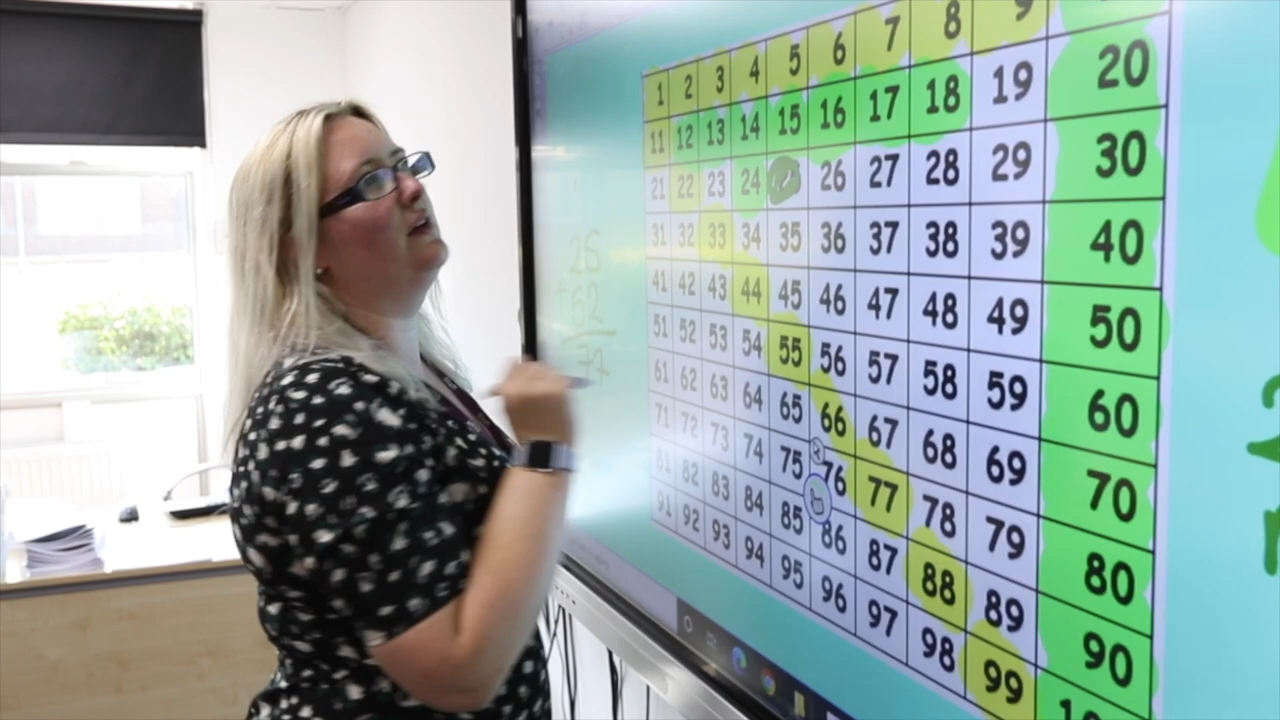 1 2 3 4 5 6 7 8 9
11 12 13 14 15 16 17 18 19 20
21 22 23 24 26 27 28 29 30
31 32 33 34 35 36 37 38 39 40
41 42 43 44 45 46 47 48 49 50
51 52 53 54 55 56 57 58 59 60
61 62 63 64 65 66 67 68 69 70
71 72 73 74 75 76 77 78 79 80
81 82 83 84 85 86 87 88 89 90
91 92 93 94 95 96 97 98 99
26
+
52
77